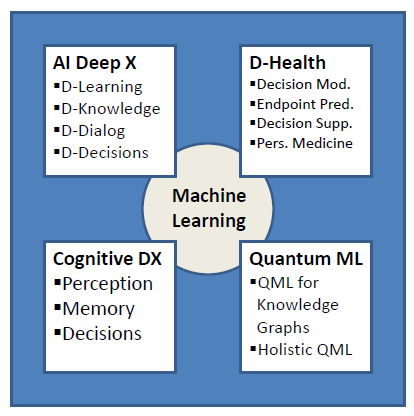 AI Deep X
▪D-Learning
▪D-Knowledge
▪D-Dialog
▪D-Decisions
D-Health
▪Decision Mod.
▪Endpoint Pred.
▪Decision Supp.
▪Pers. Medicine
Machine
Learning
Cognitive DX
▪Perception
▪Memory
▪Decisions
Quantum ML
▪QML for
Knowledge
Graphs
▪Holistic QML